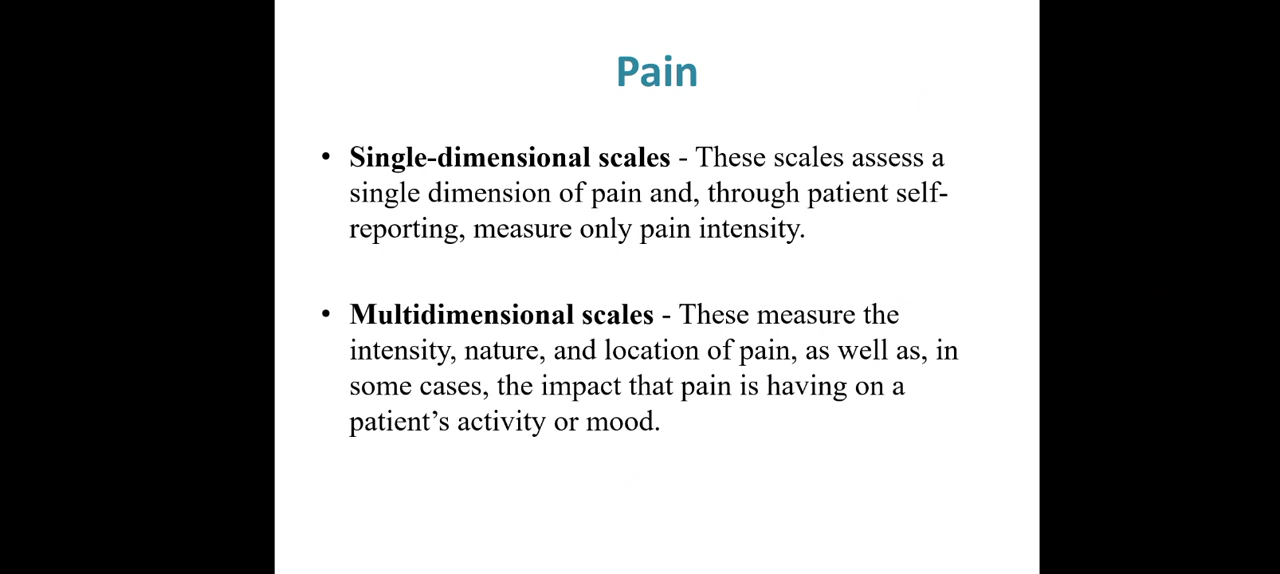 Pain
• Single-dimensional scales - These scales assess a
single dimension of pain and, through patient self-
reporting, measure only pain intensity.
• Multidimensional scales - These measure the
intensity, nature, and location of pain, as well as, in
some cases, the impact that pain is having on a
patient’s activity or mood.